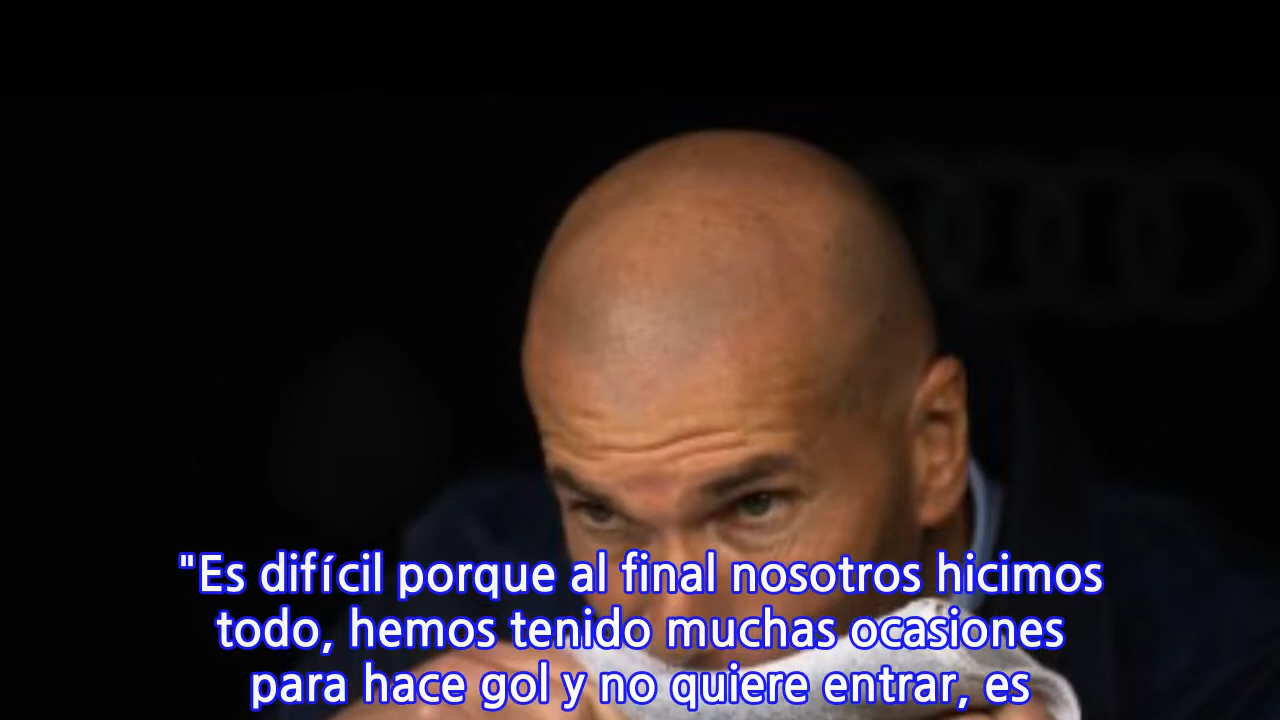 "Es difícil porque al final nosotros hicimos
todo, hemos tenido muchas ocasiones
para hace gol y no quiere entrar, es